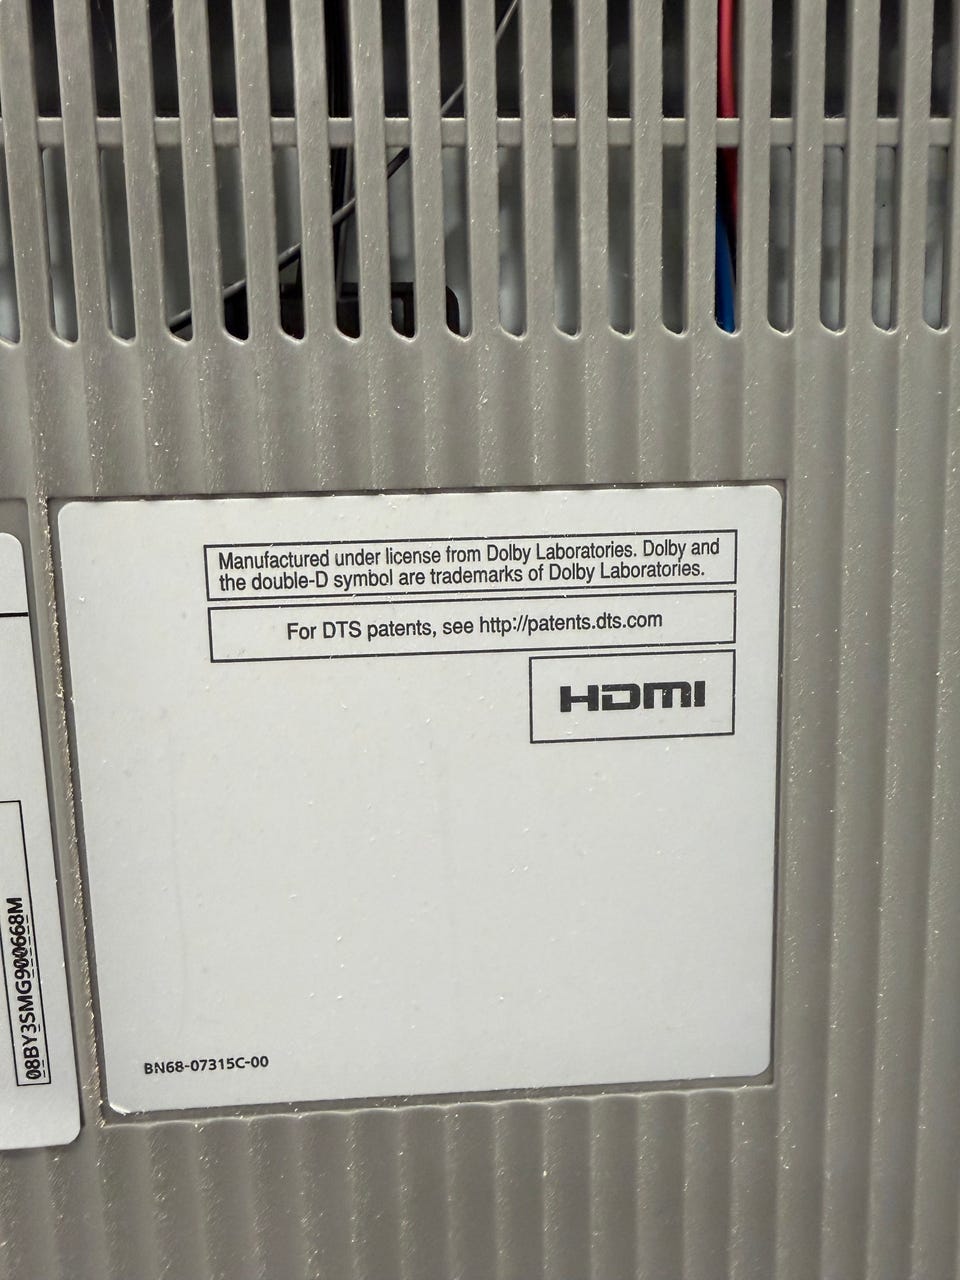 Manufactured under license from Dolby Laboratories. Dolby and
the double-D symbol are trademarks of Dolby Laboratories.
For DTS patents, see http://patents.dts.com
HDMI
08BY3SMG900668M
BN68-07315C-00